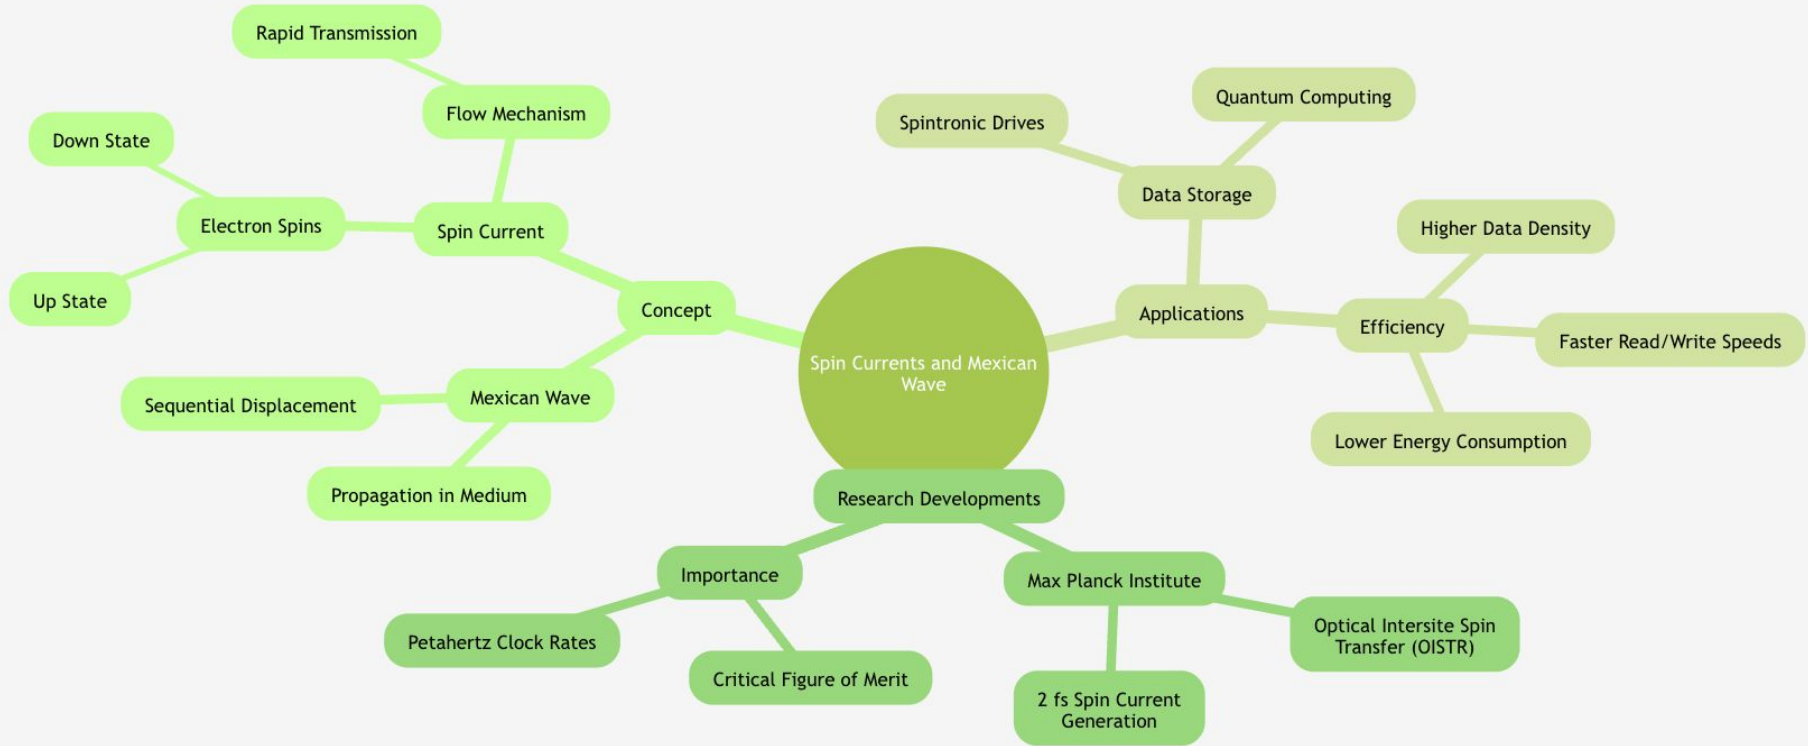 Spin Currents and Mexican
Wave
Concept
Spin Current
Flow Mechanism
Rapid Transmission
Electron Spins
Down State
Up State
Mexican Wave
Sequential Displacement
Propagation in Medium
Applications
Data Storage
Spintronic Drives
Quantum Computing
Efficiency
Higher Data Density
Faster Read/Write Speeds
Lower Energy Consumption
Research Developments
Importance
Petahertz Clock Rates
Critical Figure of Merit
Max Planck Institute
2 fs Spin Current
Generation
Optical Intersite Spin
Transfer (OISTR)